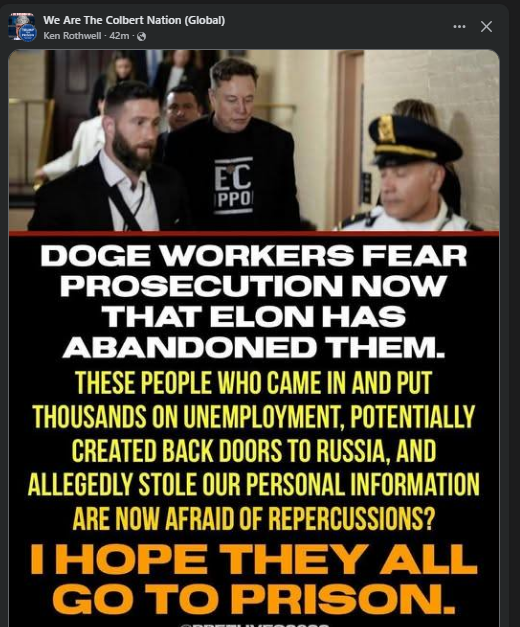 We Are The Colbert Nation (Global)
Ken Rothwell · 42m ·
EC
PPO
DOGE WORKERS FEAR
PROSECUTION NOW
THAT ELON HAS
ABANDONED THEM.
THESE PEOPLE WHO CAME IN AND PUT
THOUSANDS ON UNEMPLOYMENT, POTENTIALLY
CREATED BACK DOORS TO RUSSIA, AND
ALLEGEDLY STOLE OUR PERSONAL INFORMATION
ARE NOW AFRAID OF REPERCUSSIONS?
I HOPE THEY ALL
GO TO PRISON.